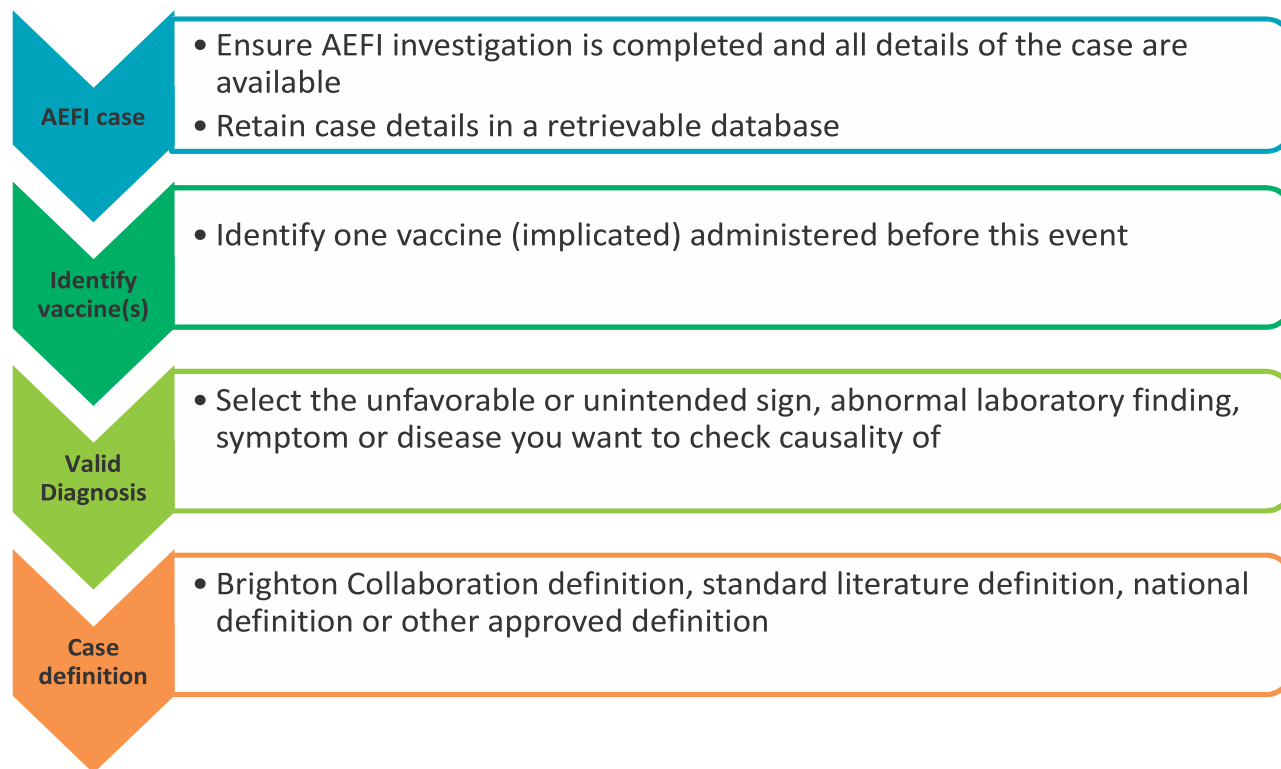 AEFI case
• Ensure AEFI investigation is completed and all details of the case are
available
• Retain case details in a retrievable database
Identify
vaccine(s)
• Identify one vaccine (implicated) administered before this event
Valid
Diagnosis
• Select the unfavorable or unintended sign, abnormal laboratory finding,
symptom or disease you want to check causality of
Case
definition
• Brighton Collaboration definition, standard literature definition, national
definition or other approved definition